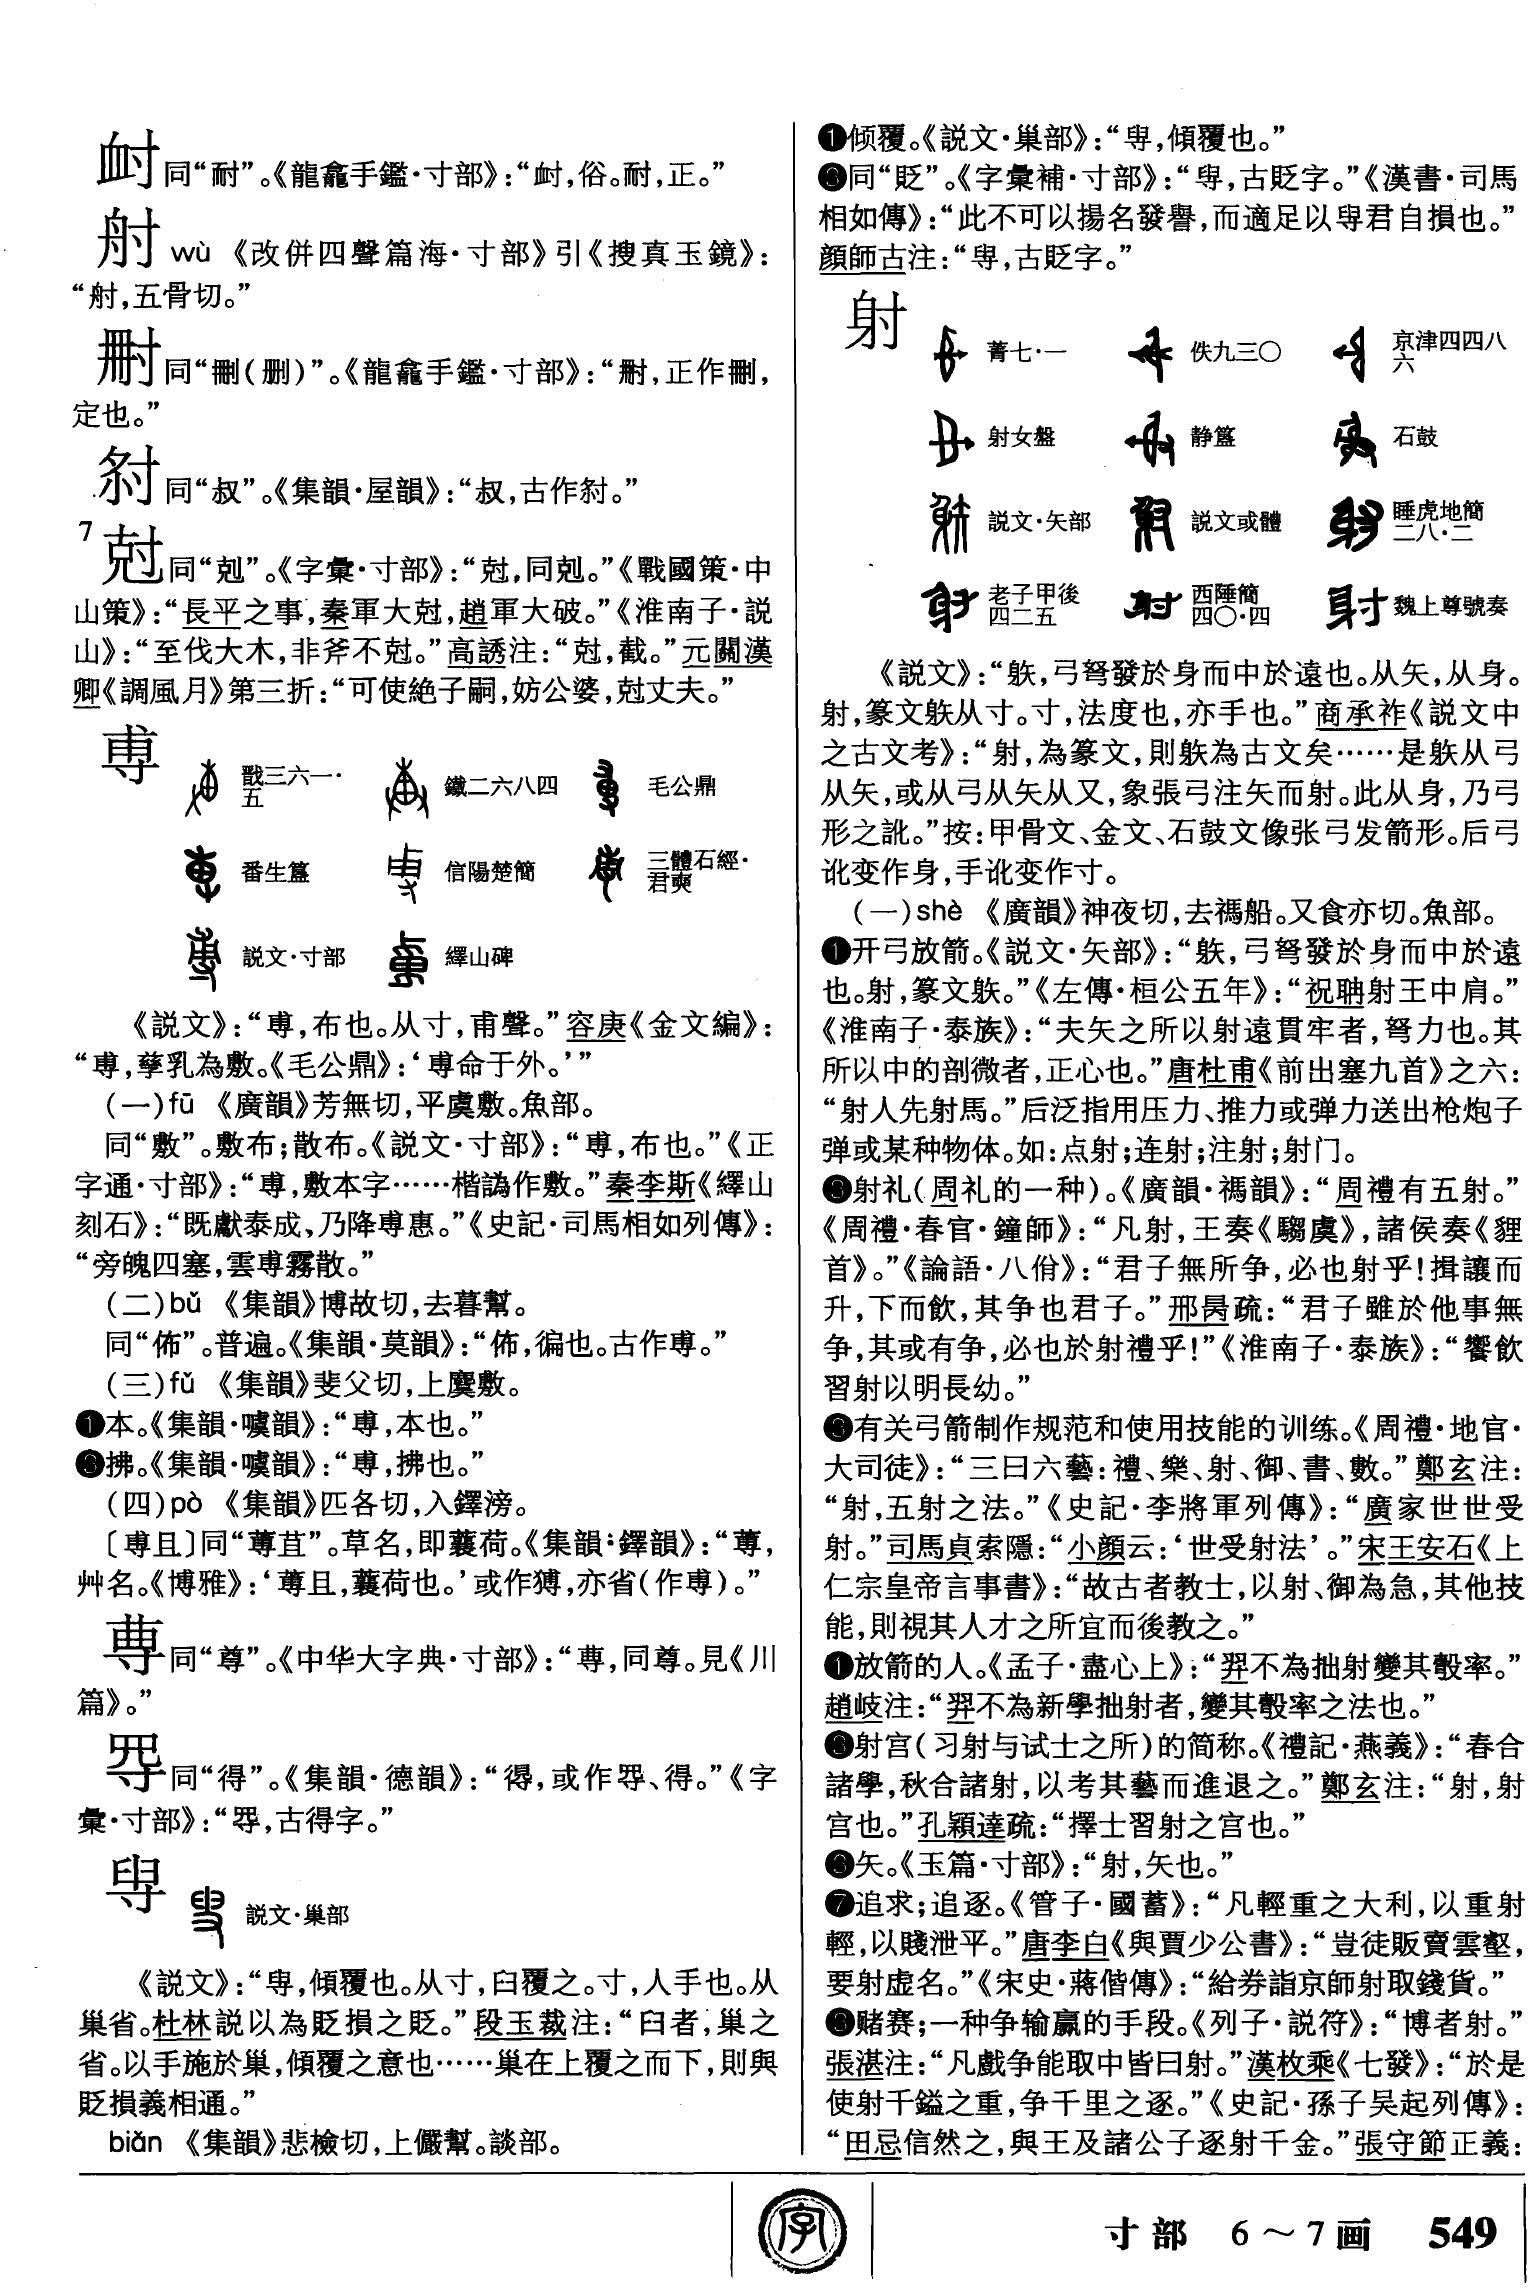 同“耐”。《龍龕手鑑·寸部》:“,俗。耐,正。”
wù 《改併四聲篇海·寸部》引《搜真玉鏡》:
“,五骨切。”
同“刪(删)”。《龍龕手鑑·寸部》:“,正作刪,
定也。”
同“叔”。《集韻·屋韻》:“叔,古作。”
7
尅同“剋”。《字彙·寸部》:“尅,同剋。”《戰國策·中
山策》:“長平之事,秦軍大尅,趙軍大破。”《淮南子·説
山》:“至伐大木,非斧不尅。”高誘注:“尅,截。”元關漢
卿《調風月》第三折:“可使絶子嗣,妨公婆,尅丈夫。”
尃
戬三六一·五 鐵二六八四 毛公鼎
番生簋 信陽楚簡 三體石經·君奭
説文·寸部 繹山碑
《説文》:“尃,布也。从寸,甫聲。”容庚《金文編》:
“尃,孳乳為敷。《毛公鼎》:‘尃命于外。’”
(一)fū 《廣韻》芳無切,平虞敷。魚部。
同“敷”。敷布;散布。《説文·寸部》:“尃,布也。”《正
字通·寸部》:“尃,敷本字……楷譌作敷。”秦李斯《繹山
刻石》:“既獻泰成,乃降尃惠。”《史記·司馬相如列傳》:
“旁魄四塞,雲尃霧散。”
(二)bǔ 《集韻》博故切,去暮幫。
同“佈”。普遍。《集韻·莫韻》:“佈,徧也。古作尃。”
(三)fǔ 《集韻》斐父切,上麌敷。
❶本。《集韻·噳韻》:“尃,本也。”
❷拂。《集韻·噳韻》:“尃,拂也。”
(四)pò 《集韻》匹各切,入鐸滂。
〔尃且〕同“蒪苴”。草名,即蘘荷。《集韻·鐸韻》:“蒪,
艸名。《博雅》:‘蒪且,蘘荷也。’或作猼,亦省(作尃)。”
同“尊”。《中华大字典·寸部》:“,同尊。見《川
篇》。”
同“得”。《集韻·德韻》:“,或作、得。”《字
彙·寸部》:“,古得字。”
説文·巢部
《説文》:“,傾覆也。从寸,臼覆之。寸,人手也。从
巢省。杜林説以為貶損之貶。”段玉裁注:“臼者,巢之
省。以手施於巢,傾覆之意也……巢在上覆之而下,則與
貶損義相通。”
biǎn 《集韻》悲檢切,上儼幫。談部。
❶倾覆。《説文·巢部》:“,傾覆也。”
❷同“貶”。《字彙補·寸部》:“,古貶字。”《漢書·司馬
相如傳》:“此不可以揚名發譽,而適足以君自損也。”
顔師古注:“,古貶字。”
射
菁七·一 佚九三〇 京津四四八六
射女盤 静簋 石鼓
説文·矢部 説文或體 睡虎地簡二八·二
老子甲後四二五 西陲簡四〇·四 魏上尊號奏
《説文》:“䠶,弓弩發於身而中於遠也。从矢,从身。
射,篆文䠶从寸。寸,法度也,亦手也。”商承祚《説文中
之古文考》:“射,為篆文,則䠶為古文矣……是䠶从弓
从矢,或从弓从矢从又,象張弓注矢而射。此从身,乃弓
形之訛。”按:甲骨文、金文、石鼓文像张弓发箭形。后弓
讹变作身,手讹变作寸。
(一)shè 《廣韻》神夜切,去禡船。又食亦切。魚部。
❶开弓放箭。《説文·矢部》:“䠶,弓弩發於身而中於遠
也。射,篆文䠶。”《左傳·桓公五年》:“祝聃射王中肩。”
《淮南子·泰族》:“夫矢之所以射遠貫牢者,弩力也。其
所以中的剖微者,正心也。”唐杜甫《前出塞九首》之六:
“射人先射馬。”后泛指用压力、推力或弹力送出枪炮子
弹或某种物体。如:点射;连射;注射;射门。
❷射礼(周礼的一种)。《廣韻·禡韻》:“周禮有五射。”
《周禮·春官·鐘師》:“凡射,王奏《騶虞》,諸侯奏《貍
首》。”《論語·八佾》:“君子無所争,必也射乎!揖讓而
升,下而飲,其争也君子。”邢昺疏:“君子雖於他事無
争,其或有争,必也於射禮乎!”《淮南子·泰族》:“饗飲
習射以明長幼。”
❸有关弓箭制作规范和使用技能的训练。《周禮·地官·
大司徒》:“三曰六藝:禮、樂、射、御、書、數。”鄭玄注:
“射,五射之法。”《史記·李將軍列傳》:“廣家世世受
射。”司馬貞索隱:“小顔云:‘世受射法’。”宋王安石《上
仁宗皇帝言事書》:“故古者教士,以射、御為急,其他技
能,則視其人才之所宜而後教之。”
❹放箭的人。《孟子·盡心上》:“羿不為拙射變其彀率。”
趙岐注:“羿不為新學拙射者,變其彀率之法也。”
❺射宫(习射与试士之所)的简称。《禮記·燕義》:“春合
諸學,秋合諸射,以考其藝而進退之。”鄭玄注:“射,射
宫也。”孔穎達疏:“擇士習射之宫也。”
❻矢。《玉篇·寸部》:“射,矢也。”
❼追求;追逐。《管子·國蓄》:“凡輕重之大利,以重射
輕,以賤泄平。”唐李白《與賈少公書》:“豈徒販賣雲壑,
要射虚名。”《宋史·蔣偕傳》:“給券詣京師射取錢貨。”
❽赌赛;一种争输赢的手段。《列子·説符》:“博者射。”
張湛注:“凡戲争能取中皆曰射。”漢枚乘《七發》:“於是
使射千鎰之重,争千里之逐。”《史記·孫子吴起列傳》:
“田忌信然之,與王及諸公子逐射千金。”張守節正義:
字
寸部 6～7画 549